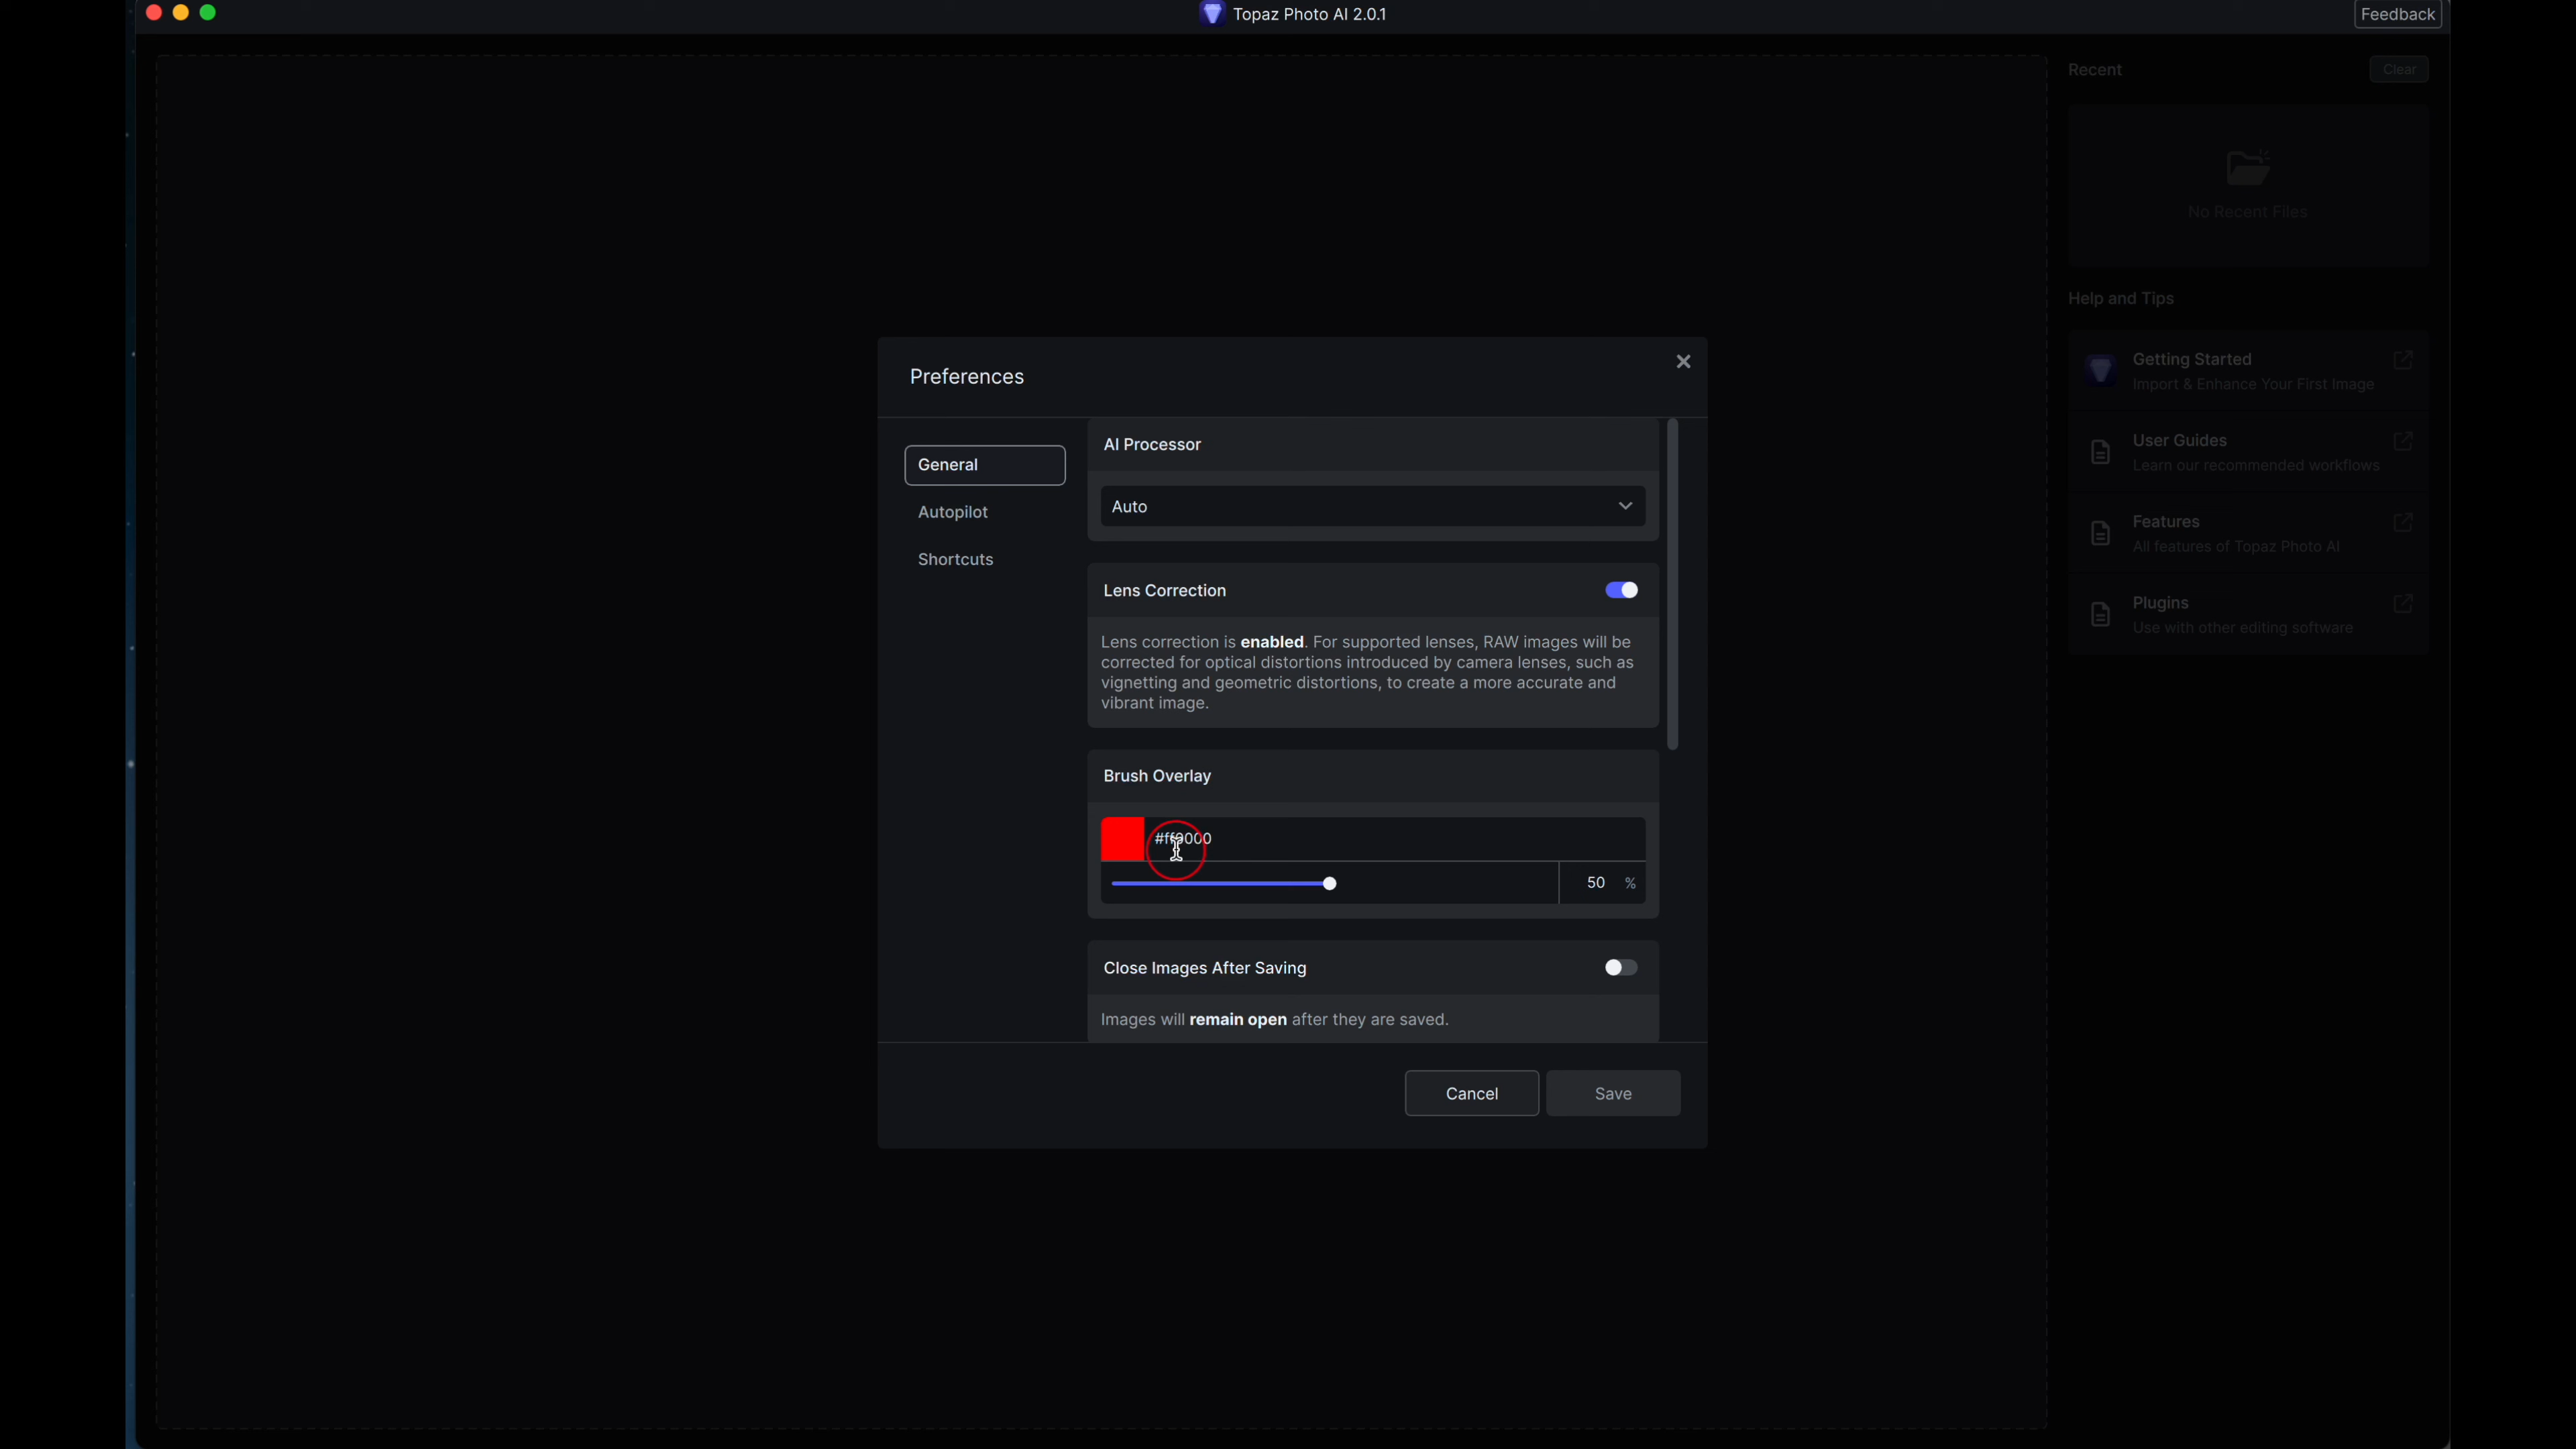 Topaz Photo AI 2.0.1
Feedback
Recent
Clear
No Recent Files
Help and Tips
Getting Started
Import & Enhance Your First Image
User Guides
Learn our recommended workflows
Features
All features of Topaz Photo AI
Plugins
Use with other editing software
Preferences
General
Autopilot
Shortcuts
AI Processor
Auto
Lens Correction
Lens correction is enabled. For supported lenses, RAW images will be
corrected for optical distortions introduced by camera lenses, such as
vignetting and geometric distortions, to create a more accurate and
vibrant image.
Brush Overlay
#ff0000
50 %
Close Images After Saving
Images will remain open after they are saved.
Cancel
Save